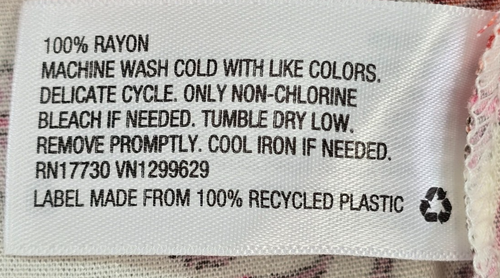 100% RAYON
MACHINE WASH COLD WITH LIKE COLORS.
DELICATE CYCLE. ONLY NON-CHLORINE
BLEACH IF NEEDED. TUMBLE DRY LOW.
REMOVE PROMPTLY. COOL IRON IF NEEDED.
RN17730 VN1299629
LABEL MADE FROM 100% RECYCLED PLASTIC